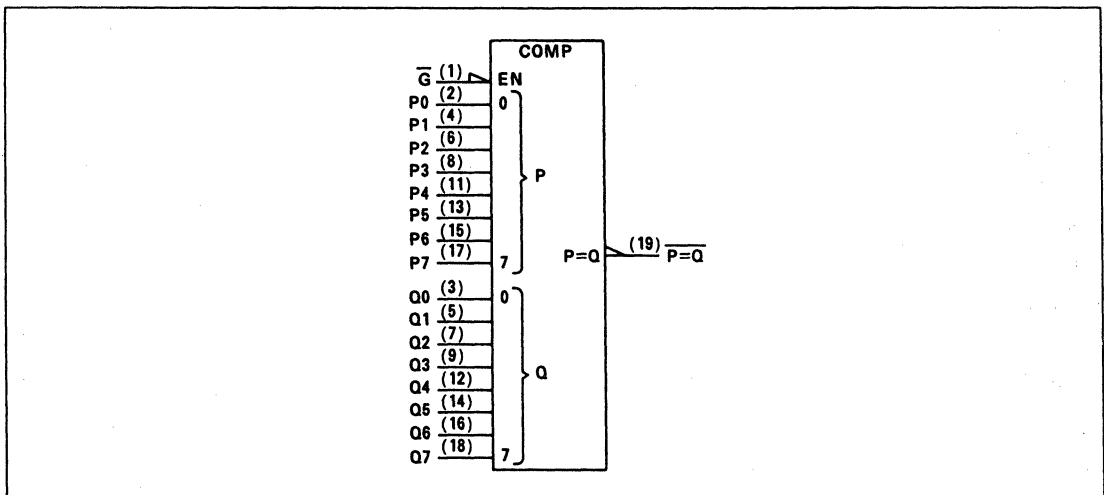 COMP
G̅ (1) EN
P0 (2) 0
P1 (4)
P2 (6)
P3 (8)
P4 (11)
P5 (13)
P6 (15)
P7 (17) 7
P
P=Q (19) P̅=̅Q̅
Q0 (3) 0
Q1 (5)
Q2 (7)
Q3 (9)
Q4 (12)
Q5 (14)
Q6 (16)
Q7 (18) 7
Q